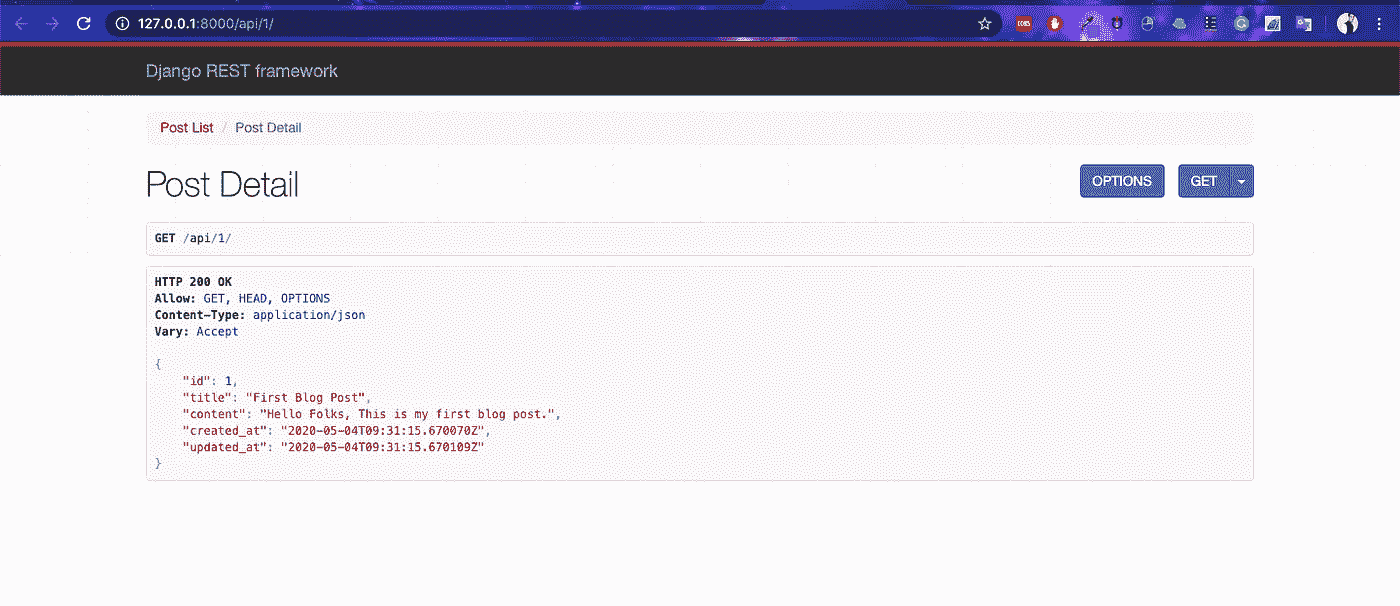 127.0.0.1:8000/api/1/
Django REST framework
Post List / Post Detail
Post Detail
OPTIONS GET
GET /api/1/
HTTP 200 OK
Allow: GET, HEAD, OPTIONS
Content-Type: application/json
Vary: Accept
{
    "id": 1,
    "title": "First Blog Post",
    "content": "Hello Folks, This is my first blog post.",
    "created_at": "2020-05-04T09:31:15.670070Z",
    "updated_at": "2020-05-04T09:31:15.670109Z"
}